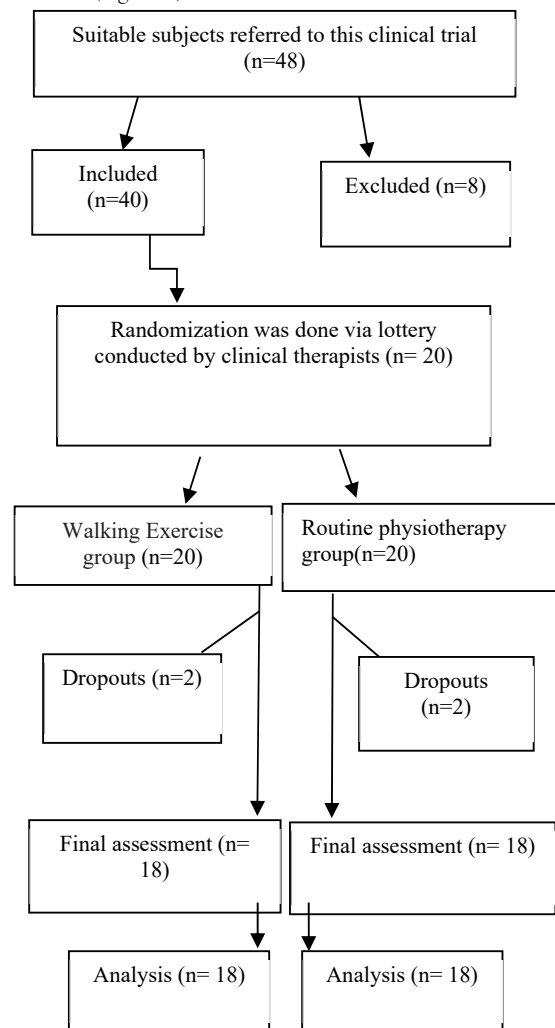 Suitable subjects referred to this clinical trial
(n=48)
Included
(n=40)
Excluded (n=8)
Randomization was done via lottery
conducted by clinical therapists (n= 20)
Walking Exercise
group (n=20)
Routine physiotherapy
group(n=20)
Dropouts (n=2)
Dropouts
(n=2)
Final assessment (n=
18)
Final assessment (n= 18)
Analysis (n= 18)
Analysis (n= 18)